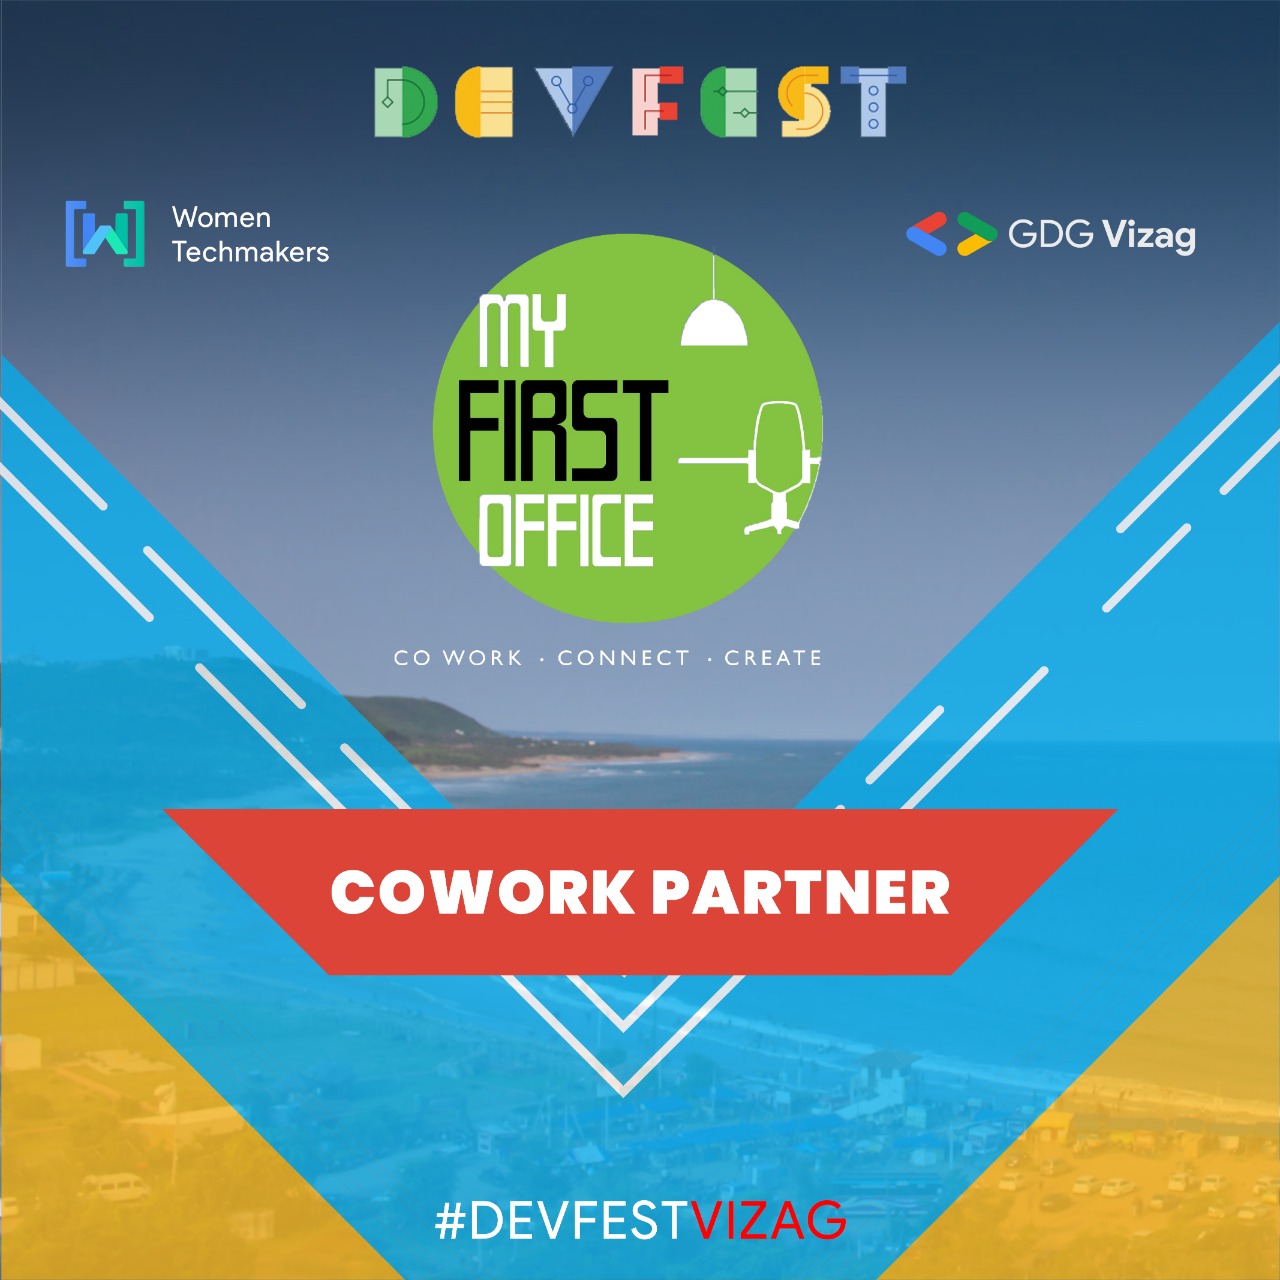 DEVFEST
Women
Techmakers
GDG Vizag
MY
FIRST
OFFICE
CO WORK · CONNECT · CREATE
COWORK PARTNER
#DEVFESTVIZAG